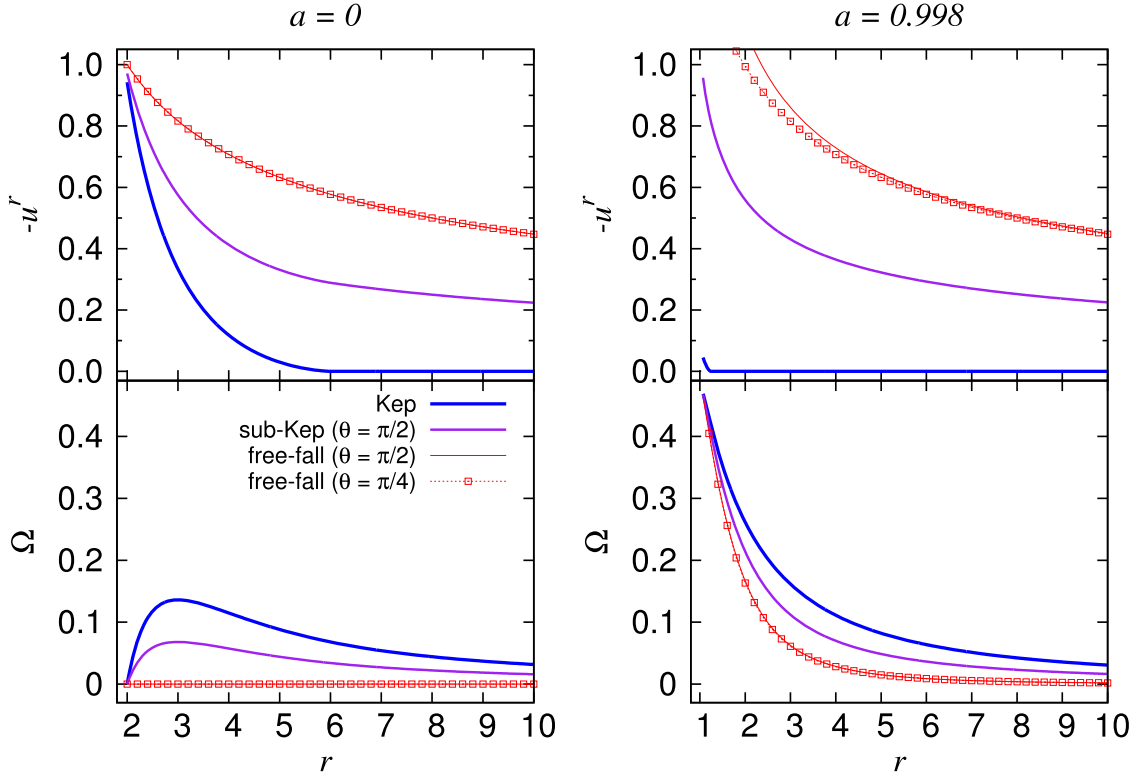 a = 0
a = 0.998
1.0
0.8
0.6
0.4
0.2
0.0
-u^r
1.0
0.8
0.6
0.4
0.2
0.0
-u^r
Kep
sub-Kep (θ = π/2)
free-fall (θ = π/2)
free-fall (θ = π/4)
0.4
0.3
0.2
0.1
0
Ω
2 3 4 5 6 7 8 9 10
r
0.4
0.3
0.2
0.1
0
Ω
1 2 3 4 5 6 7 8 9 10
r